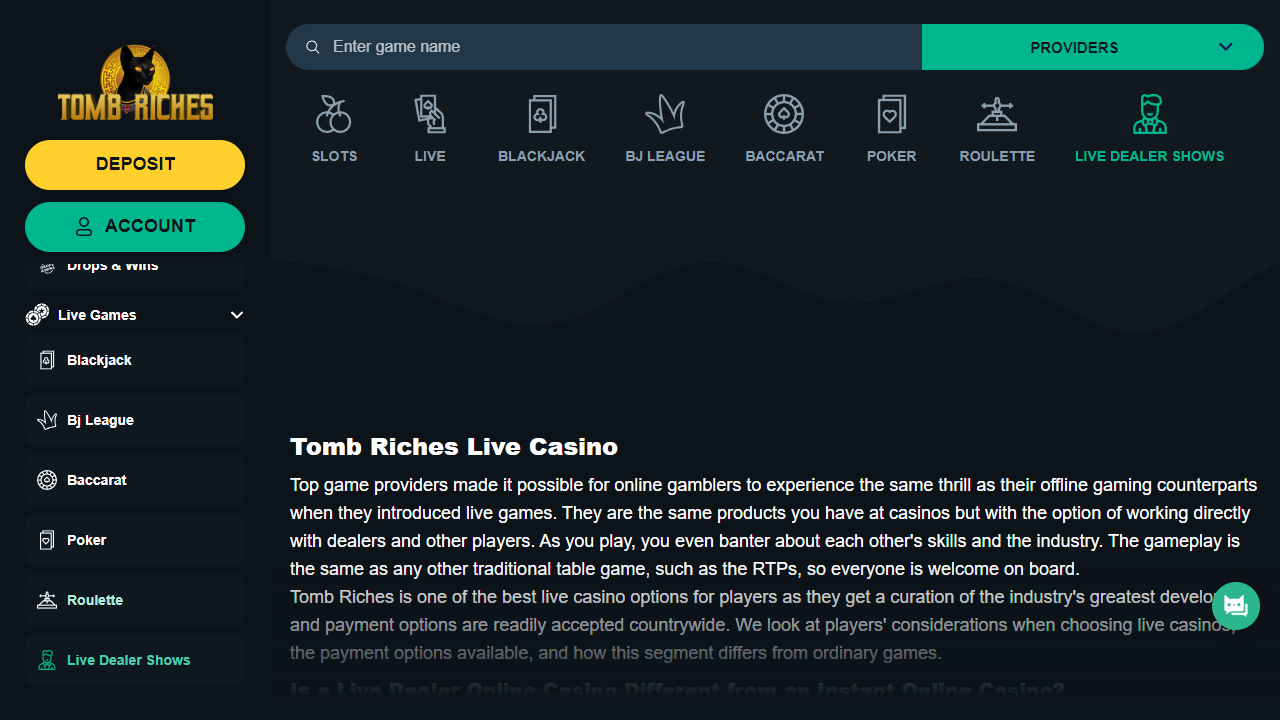 TOMB RICHES
DEPOSIT
ACCOUNT
Drops & Wins
Live Games
Blackjack
Bj League
Baccarat
Poker
Roulette
Live Dealer Shows
Enter game name
PROVIDERS
SLOTS
LIVE
BLACKJACK
BJ LEAGUE
BACCARAT
POKER
ROULETTE
LIVE DEALER SHOWS
Tomb Riches Live Casino
Top game providers made it possible for online gamblers to experience the same thrill as their offline gaming counterparts
when they introduced live games. They are the same products you have at casinos but with the option of working directly
with dealers and other players. As you play, you even banter about each other's skills and the industry. The gameplay is
the same as any other traditional table game, such as the RTPs, so everyone is welcome on board.
Tomb Riches is one of the best live casino options for players as they get a curation of the industry's greatest
and payment options are readily accepted countrywide. We look at players' considerations when choosing live casinos,
the payment options available, and how this segment differs from ordinary games.
Is a Live Dealer Online Casino Different from an Instant Online Casino?